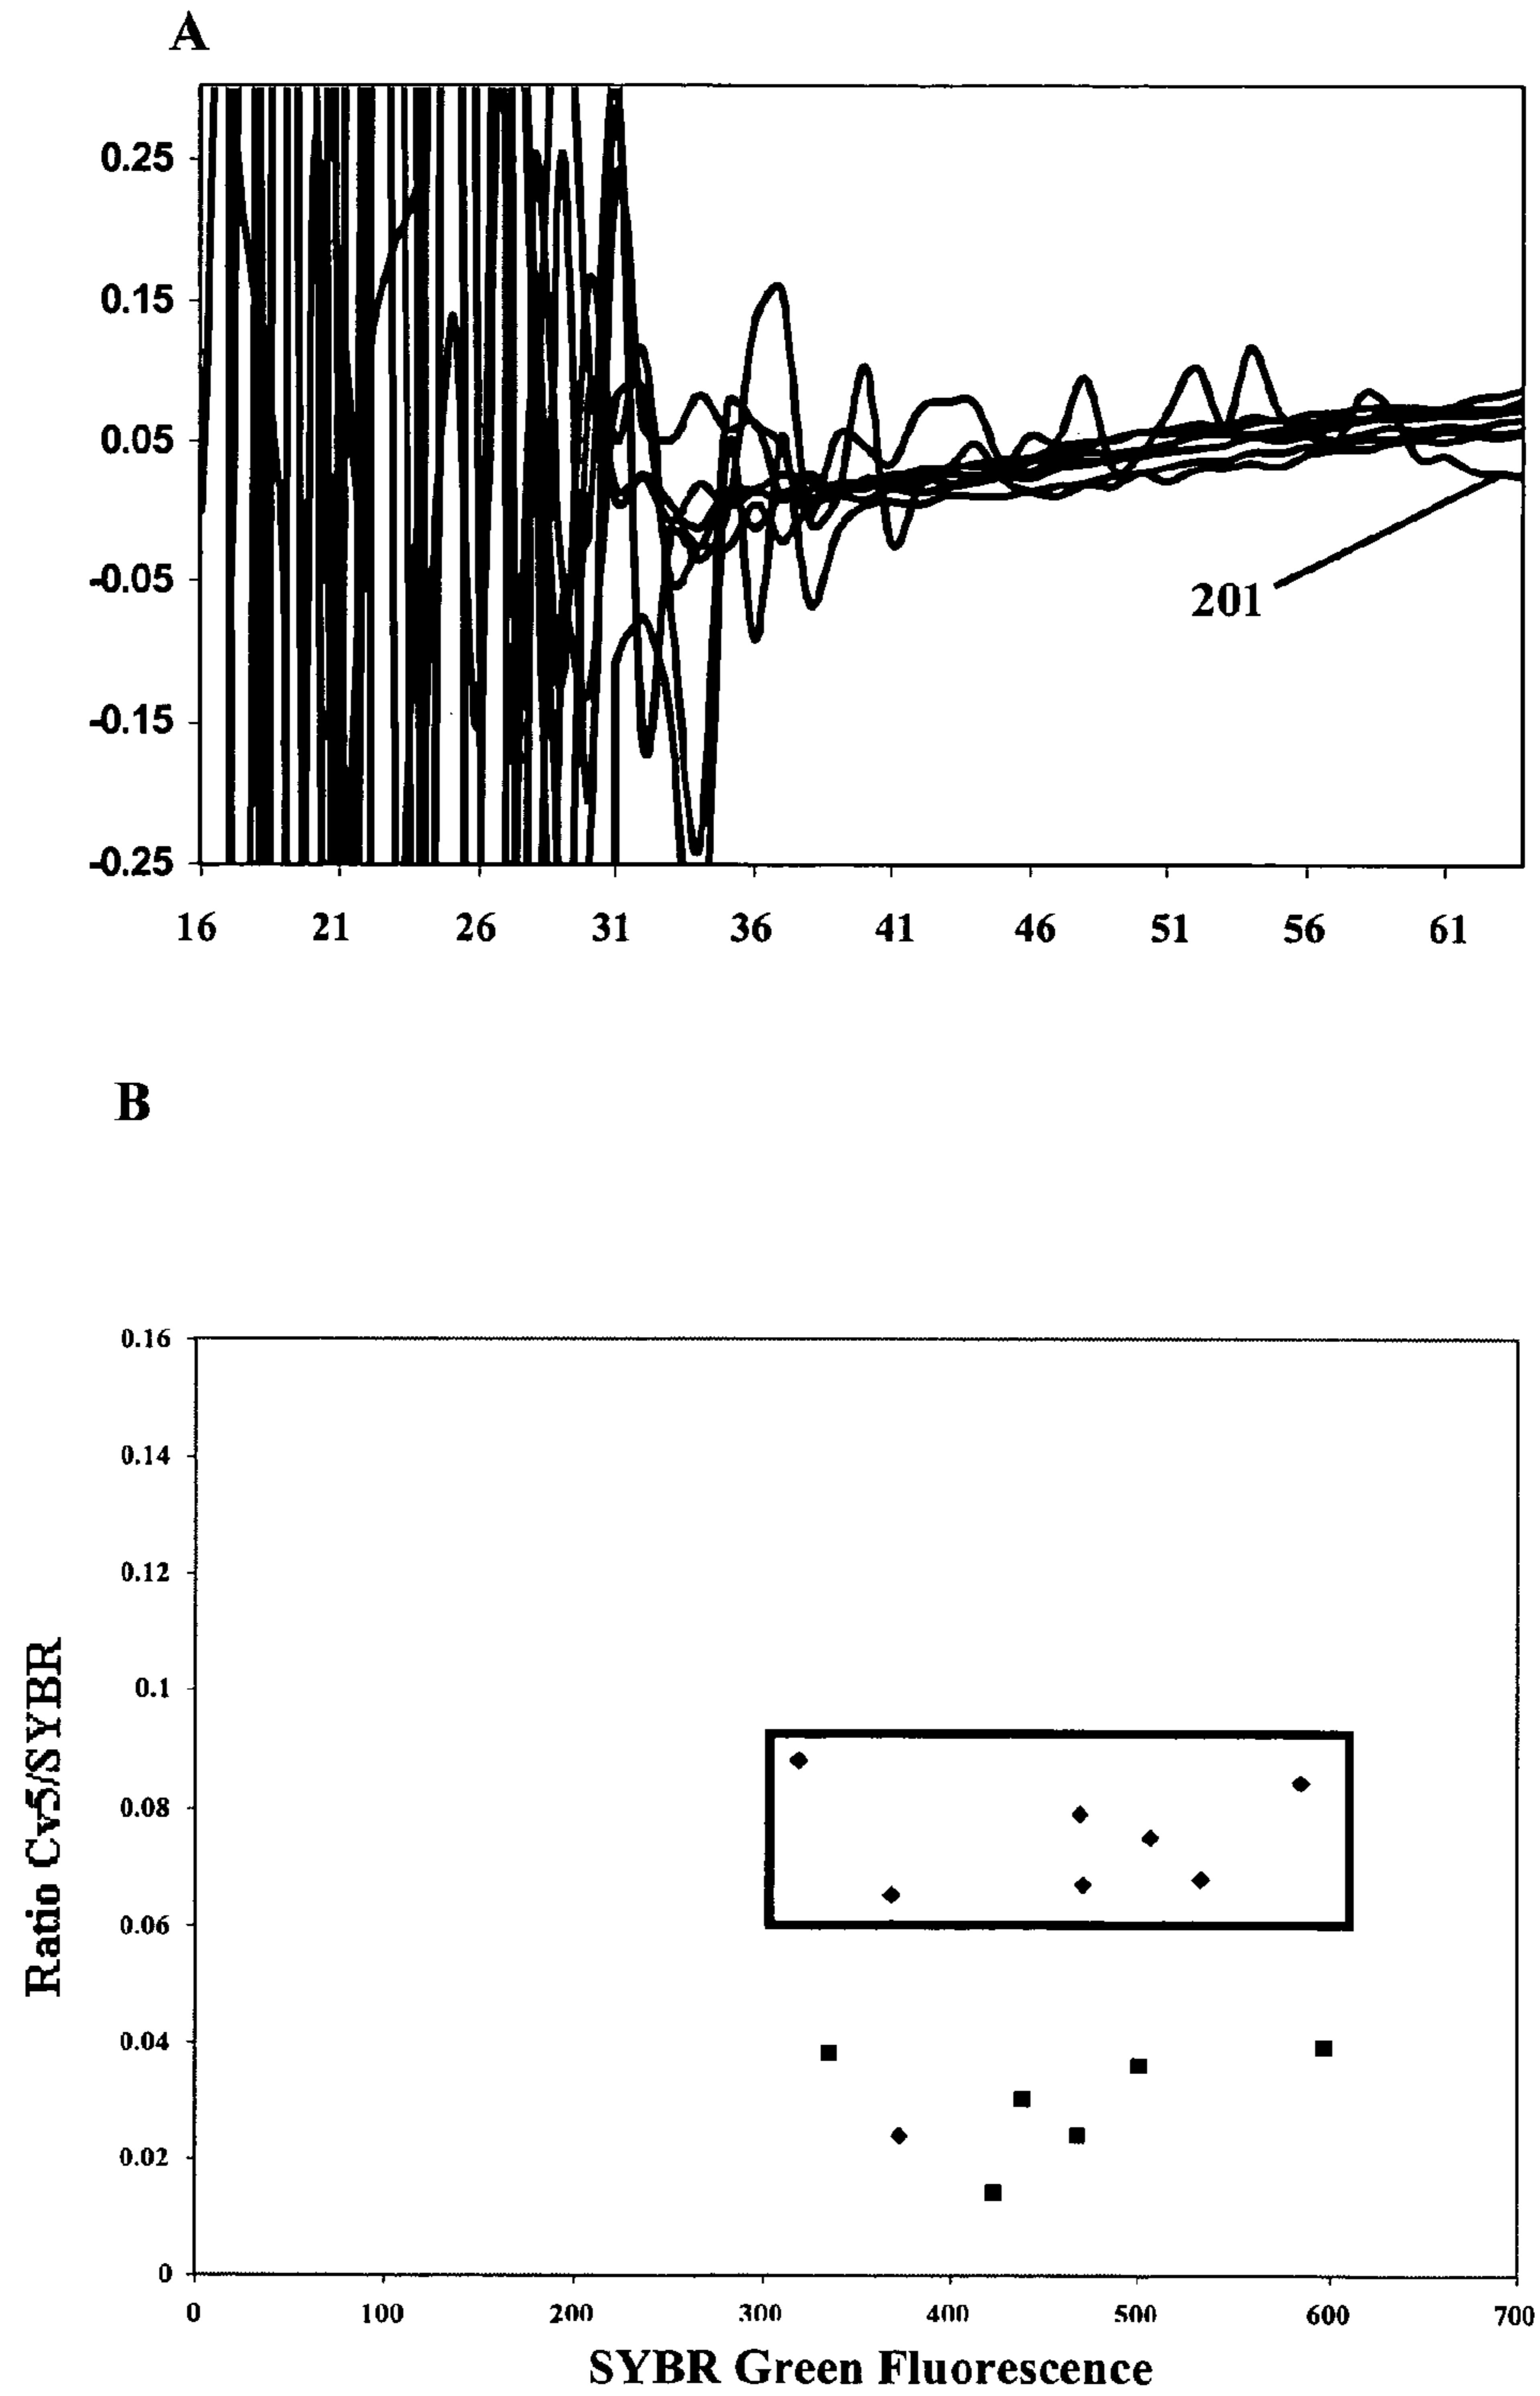 A
0.25
0.15
0.05
-0.05
-0.15
-0.25
201
16 21 26 31 36 41 46 51 56 61
B
Ratio Cy5/SYBR
0.16
0.14
0.12
0.1
0.08
0.06
0.04
0.02
0
0 100 200 300 400 500 600 700
SYBR Green Fluorescence